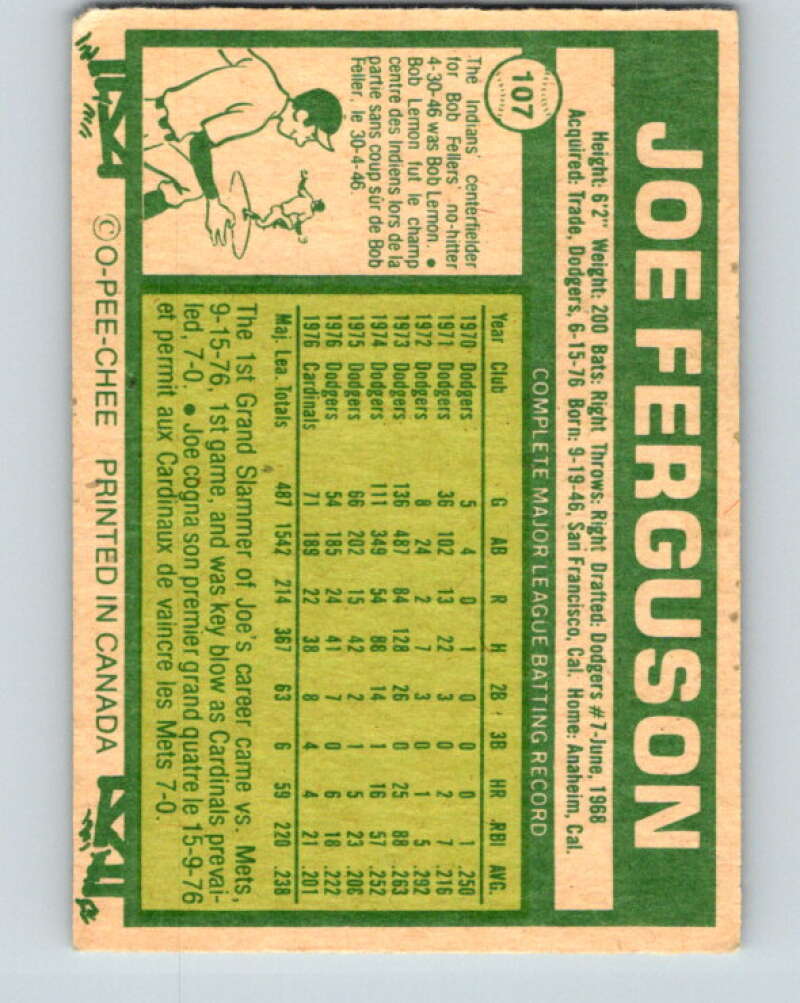 JOE FERGUSON
Height: 6'2" Weight: 200 Bats: Right Throws: Right Drafted: Dodgers #7-June, 1968
Acquired: Trade, Dodgers, 6-15-76 Born: 9-19-46, San Francisco, Cal. Home: Anaheim, Cal.
107
The Indians' centerfielder
for Bob Fellers' no-hitter
4-30-46 was Bob Lemon. •
Bob Lemon fut le champ
centre des Indiens lors de la
partie sans coup sûr de Bob
Feller, le 30-4-46.
COMPLETE MAJOR LEAGUE BATTING RECORD
Year Club G AB R H 2B 3B HR RBI AVG.
1970 Dodgers 5 4 0 1 0 0 0 1 .250
1971 Dodgers 36 102 13 22 3 0 2 7 .216
1972 Dodgers 8 24 2 7 3 0 1 5 .292
1973 Dodgers 136 487 84 128 26 0 25 88 .263
1974 Dodgers 111 349 54 88 14 1 16 57 .252
1975 Dodgers 66 202 15 42 2 1 5 23 .206
1976 Dodgers 54 185 24 41 7 0 6 18 .222
1976 Cardinals 71 189 22 38 8 4 4 21 .201
Maj. Lea. Totals 487 1542 214 367 63 6 59 220 .238
The 1st Grand Slammer of Joe's career came vs. Mets,
9-15-76, 1st game, and was key blow as Cardinals prevai-
led, 7-0. • Joe cogna son premier grand quatre le 15-9-76
et permit aux Cardinaux de vaincre les Mets 7-0.
© O-PEE-CHEE PRINTED IN CANADA